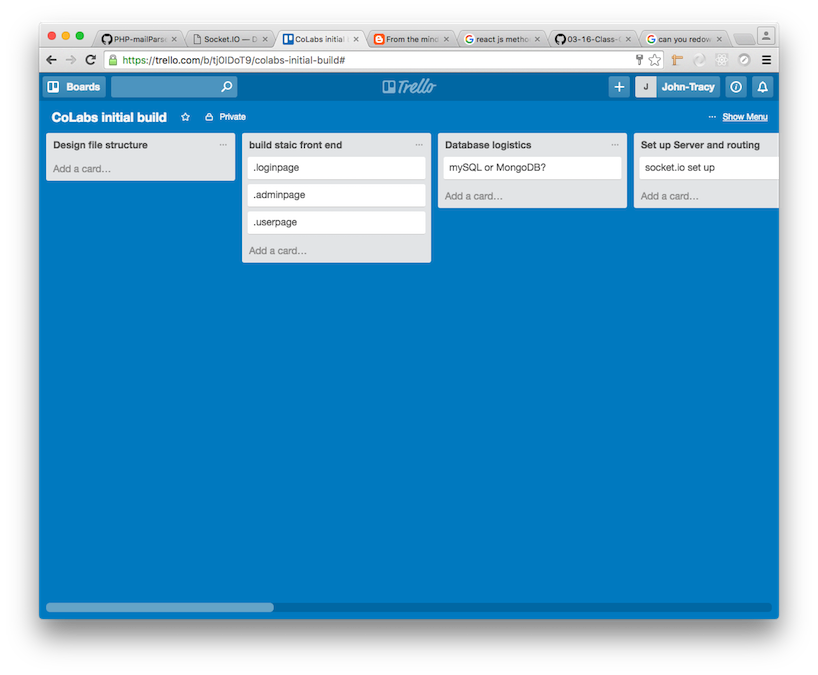 PHP-mailPars
Socket.IO — D
CoLabs initial
From the mind
react js metho
03-16-Class-
can you redow
https://trello.com/b/tj0IDoT9/colabs-initial-build#
Boards
Trello
J
John-Tracy
CoLabs initial build
Private
... Show Menu
Design file structure
...
Add a card...
build staic front end
...
.loginpage
.adminpage
.userpage
Add a card...
Database logistics
...
mySQL or MongoDB?
Add a card...
Set up Server and routing
socket.io set up
Add a card...